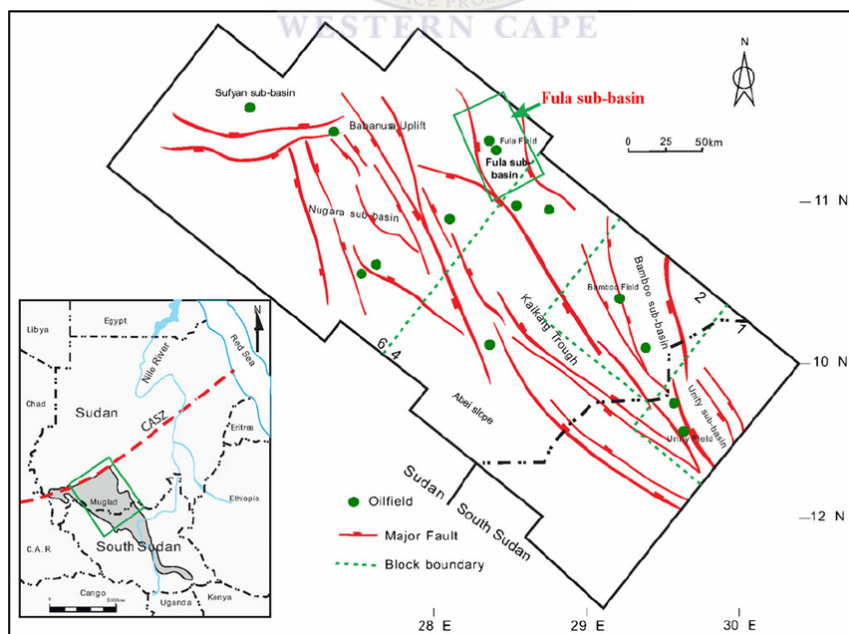 WESTERN CAPE
N
Sufyan sub-basin
Fula sub-basin
Babanusa Uplift
Fula Field
Fula sub-
basin
0 25 50km
11 N
Nugara sub-basin
Bamboo Field
Bamboo sub-basin
2
1
Kaikang Trough
6
4
10 N
Abei slope
Unity sub-basin
Unity Field
Sudan
South Sudan
12 N
Oilfield
Major Fault
Block boundary
28 E
29 E
30 E
N
Libya
Egypt
Red Sea
Nile River
Chad
Sudan
CASZ
Eritrea
Muglad
Ethiopia
South Sudan
C.A.R.
Cango
Uganda
Kanya